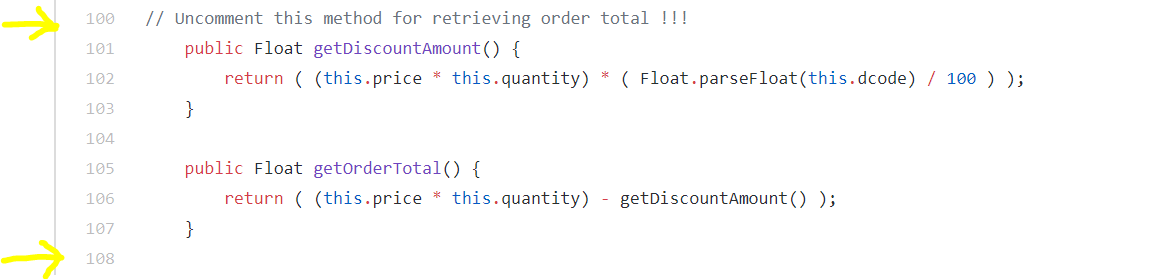 100 // Uncomment this method for retrieving order total !!!
101 public Float getDiscountAmount() {
102 return ( (this.price * this.quantity) * ( Float.parseFloat(this.dcode) / 100 ) );
103 }
104
105 public Float getOrderTotal() {
106 return ( (this.price * this.quantity) - getDiscountAmount() );
107 }
108